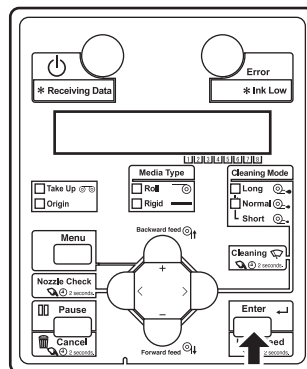 Error
* Receiving Data
* Ink Low
1 2 3 4 5 6 7 8
Media Type
Cleaning Mode
Take Up
Origin
Roll
Rigid
Long
Normal
Short
Menu
Backward feed
Cleaning
2 seconds.
Nozzle Check
2 seconds.
+
< >
−
Pause
Cancel
2 seconds.
Forward feed
Enter
eed
2 seconds.